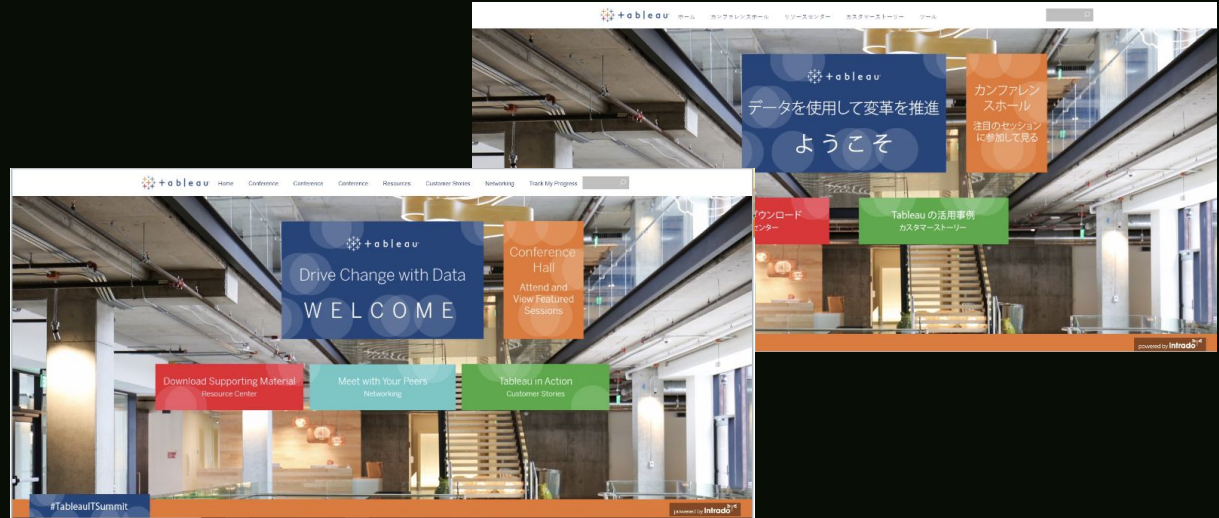 +ableau
ホーム
カンファレンスホール
リソースセンター
カスタマーストーリー
ツール
+ableau
データを使用して変革を推進
ようこそ
カンファレン
スホール
注目のセッション
に参加して見る
ダウンロード
センター
Tableau の活用事例
カスタマーストーリー
powered by intrado
+ableau
Home
Conference
Conference
Conference
Resources
Customer Stories
Networking
Track My Progress
+ableau
Drive Change with Data
WELCOME
Conference
Hall
Attend and
View Featured
Sessions
Download Supporting Material
Resource Center
Meet with Your Peers
Networking
Tableau in Action
Customer Stories
#TableauITSummit
powered by intrado